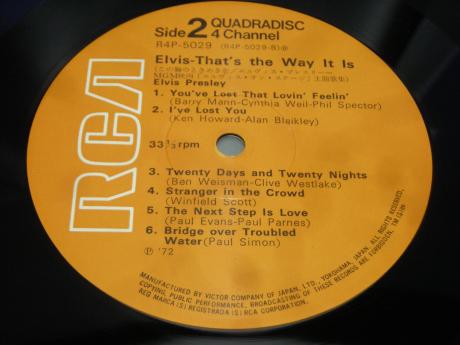 RCA
Side 2 QUADRADISC
4 Channel
R4P-5029 (R4P-5029-B)
Elvis-That's the Way It Is
Elvis Presley
1. You've Lost That Lovin' Feelin'
(Barry Mann-Cynthia Weil-Phil Spector)
2. I've Lost You
(Ken Howard-Alan Blaikley)
33 1/3 rpm
3. Twenty Days and Twenty Nights
(Ben Weisman-Clive Westlake)
4. Stranger in the Crowd
(Winfield Scott)
5. The Next Step Is Love
(Paul Evans-Paul Parnes)
6. Bridge over Troubled
Water(Paul Simon)
Ⓟ '72
MANUFACTURED BY VICTOR COMPANY OF JAPAN, LTD., YOKOHAMA, JAPAN. ALL RIGHTS RESERVED.
COPYING, PUBLIC PERFORMANCE, BROADCASTING OF THESE RECORDS ARE FORBIDDEN.
REG MARCA(S) REGISTRADA(S) RCA CORPORATION.